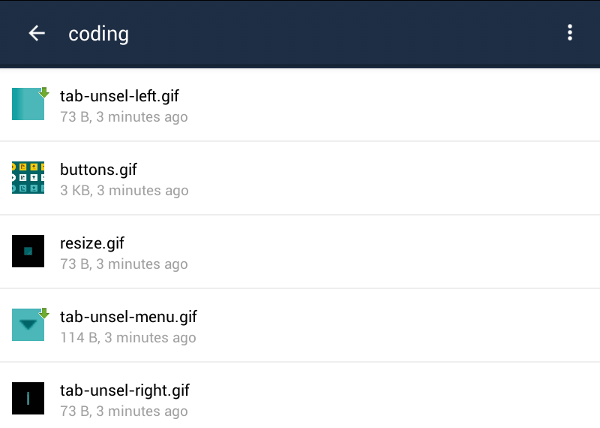 coding
tab-unsel-left.gif
73 B, 3 minutes ago
buttons.gif
3 KB, 3 minutes ago
resize.gif
73 B, 3 minutes ago
tab-unsel-menu.gif
114 B, 3 minutes ago
tab-unsel-right.gif
73 B, 3 minutes ago